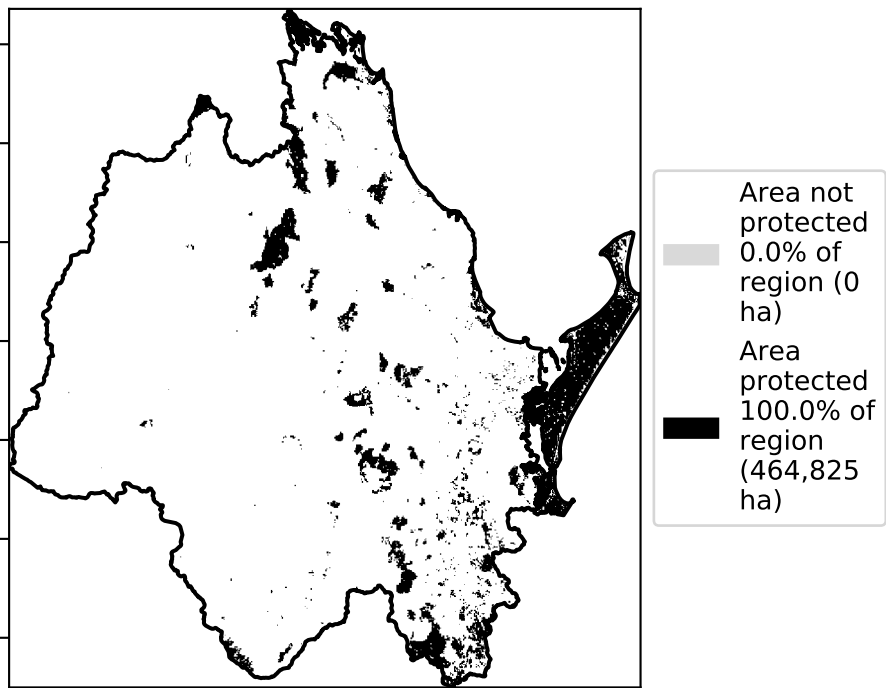 Area not
protected
0.0% of
region (0
ha)
Area
protected
100.0% of
region
(464,825
ha)